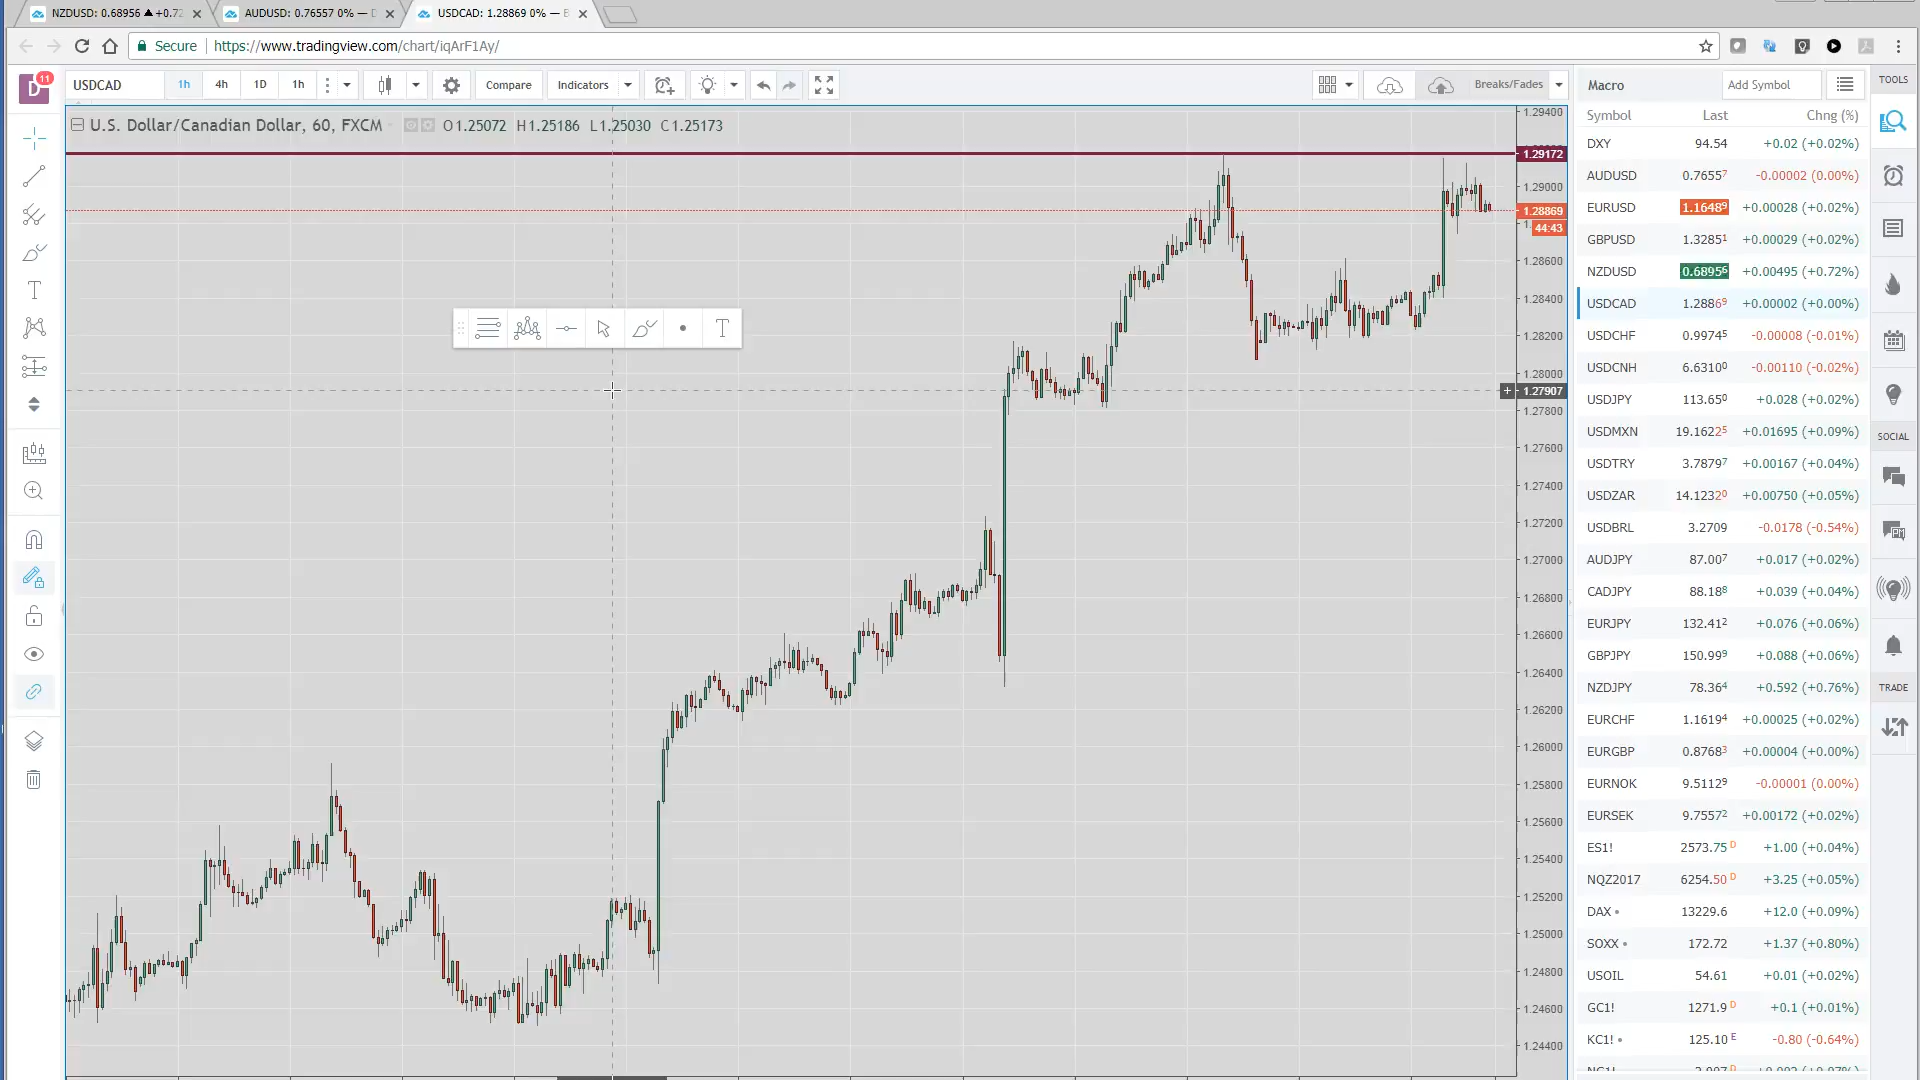 NZDUSD: 0.68956 ▲ +0.72
AUDUSD: 0.76557 0% —
USDCAD: 1.28869 0% —
Secure https://www.tradingview.com/chart/iqArF1Ay/
D 11
USDCAD 1h 4h 1D 1h Compare Indicators Breaks/Fades
U.S. Dollar/Canadian Dollar, 60, FXCM O1.25072 H1.25186 L1.25030 C1.25173
T
1.29400
1.29172
1.29000
1.28869
44:43
1.28600
1.28400
1.28200
1.28000
1.27907
1.27800
1.27600
1.27400
1.27200
1.27000
1.26800
1.26600
1.26400
1.26200
1.26000
1.25800
1.25600
1.25400
1.25200
1.25000
1.24800
1.24600
1.24400
Macro Add Symbol
Symbol Last Chng (%)
DXY 94.54 +0.02 (+0.02%)
AUDUSD 0.76557 -0.00002 (0.00%)
EURUSD 1.16489 +0.00028 (+0.02%)
GBPUSD 1.32851 +0.00029 (+0.02%)
NZDUSD 0.68956 +0.00495 (+0.72%)
USDCAD 1.28869 +0.00002 (+0.00%)
USDCHF 0.99745 -0.00008 (-0.01%)
USDCNH 6.63100 -0.00110 (-0.02%)
USDJPY 113.650 +0.028 (+0.02%)
USDMXN 19.16225 +0.01695 (+0.09%)
USDTRY 3.78797 +0.00167 (+0.04%)
USDZAR 14.12320 +0.00750 (+0.05%)
USDBRL 3.2709 -0.0178 (-0.54%)
AUDJPY 87.007 +0.017 (+0.02%)
CADJPY 88.188 +0.039 (+0.04%)
EURJPY 132.412 +0.076 (+0.06%)
GBPJPY 150.999 +0.088 (+0.06%)
NZDJPY 78.364 +0.592 (+0.76%)
EURCHF 1.16194 +0.00025 (+0.02%)
EURGBP 0.87683 +0.00004 (+0.00%)
EURNOK 9.51129 -0.00001 (0.00%)
EURSEK 9.75572 +0.00172 (+0.02%)
ES1! 2573.75 D +1.00 (+0.04%)
NQZ2017 6254.50 D +3.25 (+0.05%)
DAX 13229.6 +12.0 (+0.09%)
SOXX 172.72 +1.37 (+0.80%)
USOIL 54.61 +0.01 (+0.02%)
GC1! 1271.9 D +0.1 (+0.01%)
KC1! 125.10 E -0.80 (-0.64%)
TOOLS
SOCIAL
TRADE